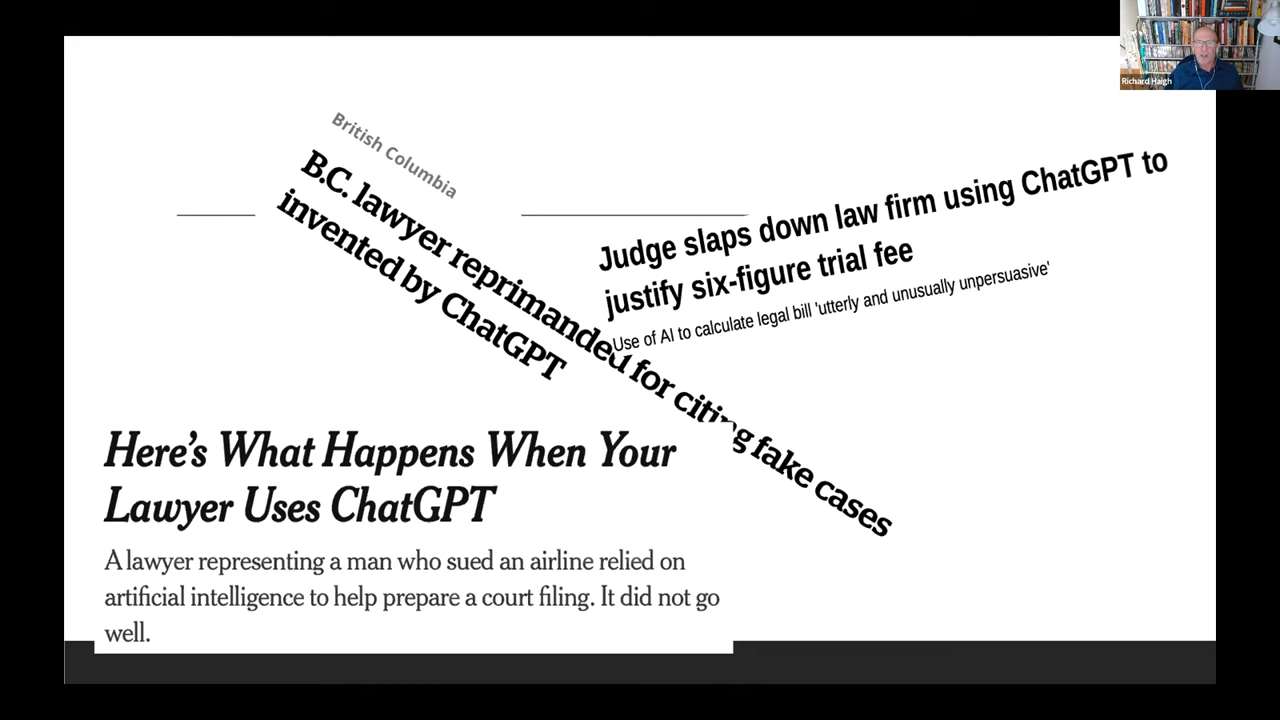 Richard Haigh
British Columbia
B.C. lawyer reprimanded for citing fake cases
invented by ChatGPT
Judge slaps down law firm using ChatGPT to
justify six-figure trial fee
Use of AI to calculate legal bill 'utterly and unusually unpersuasive'
Here's What Happens When Your
Lawyer Uses ChatGPT
A lawyer representing a man who sued an airline relied on
artificial intelligence to help prepare a court filing. It did not go
well.